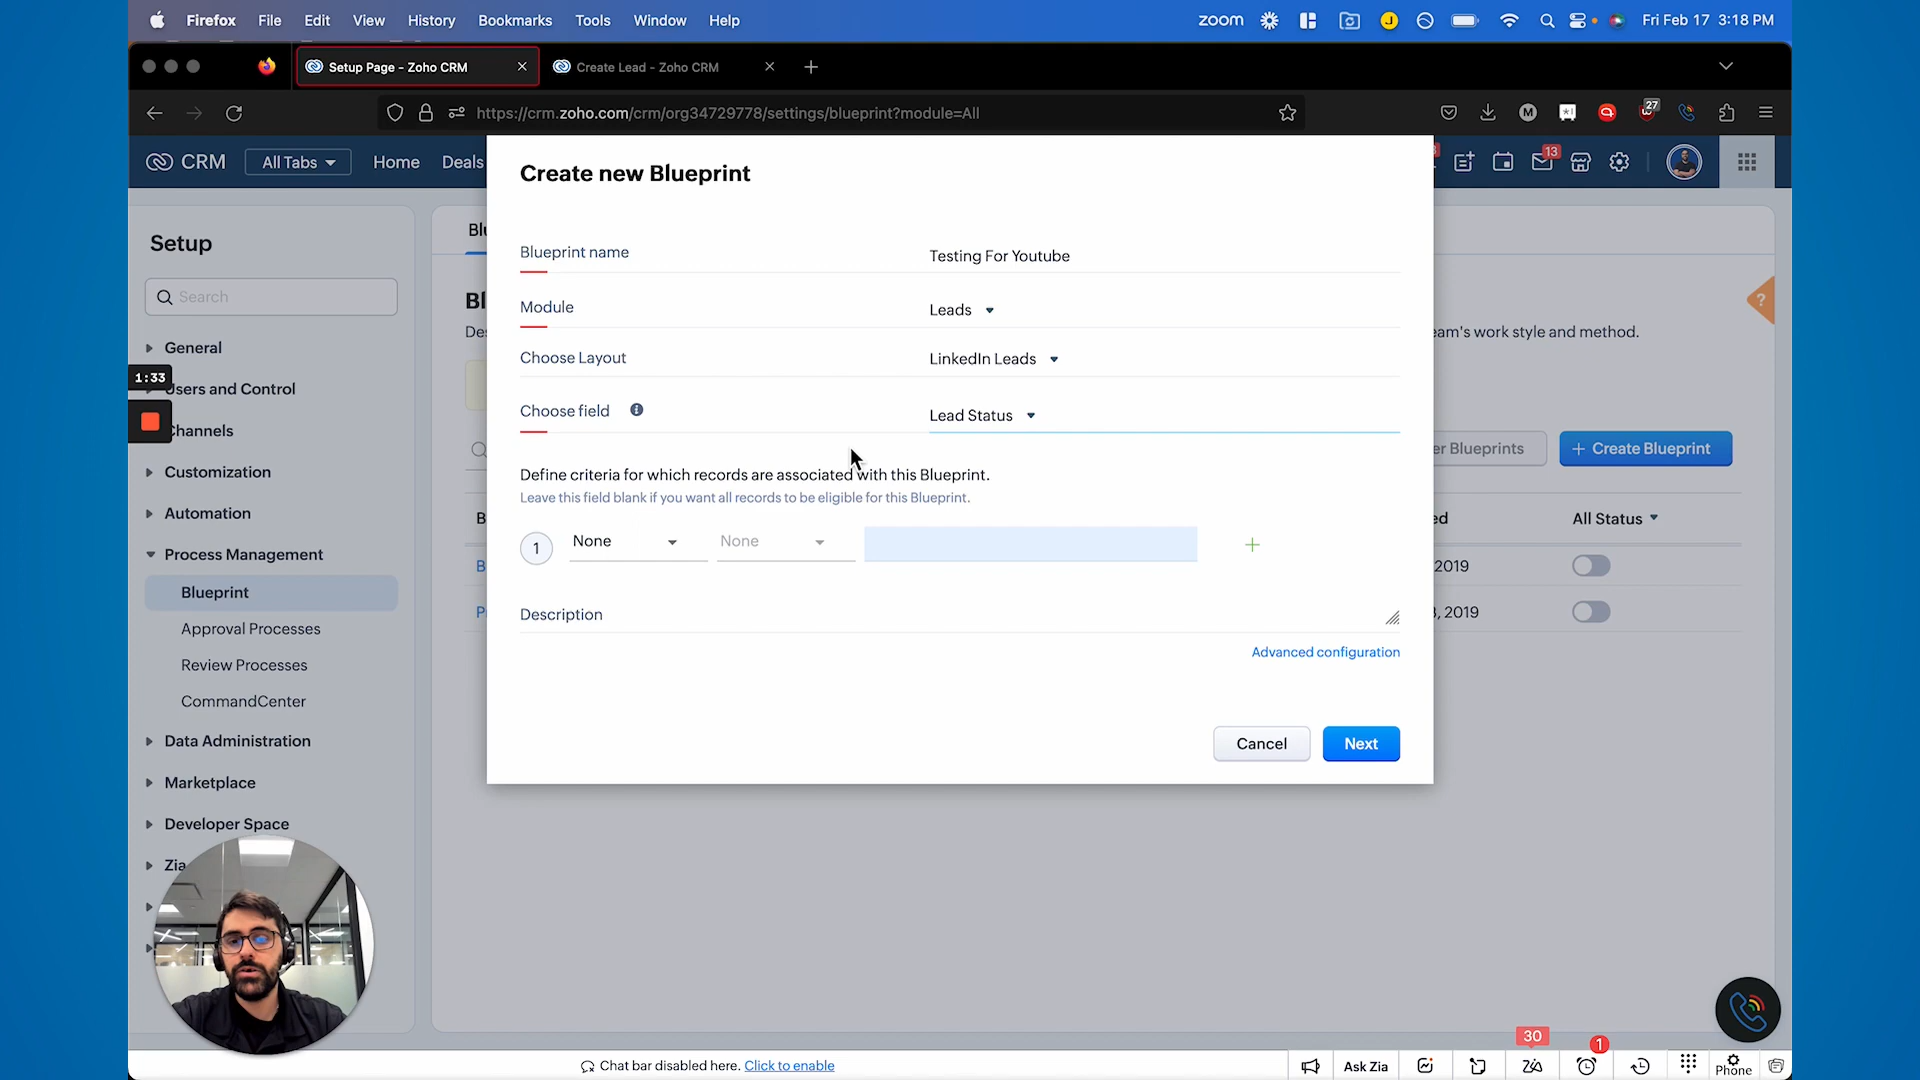 Firefox File Edit View History Bookmarks Tools Window Help
zoom J Fri Feb 17 3:18 PM
Setup Page - Zoho CRM
Create Lead - Zoho CRM
https://crm.zoho.com/crm/org34729778/settings/blueprint?module=All
M 27
CRM All Tabs Home Deals
13
Setup
Search
General
Users and Control
Channels
Customization
Automation
Process Management
Blueprint
Approval Processes
Review Processes
CommandCenter
Data Administration
Marketplace
Developer Space
Zia
1:33
Blu
Bl
Des
eam's work style and method.
?
er Blueprints
+ Create Blueprint
B
ed
All Status
B
2019
P
3, 2019
Create new Blueprint
Blueprint name
Testing For Youtube
Module
Leads
Choose Layout
LinkedIn Leads
Choose field
Lead Status
Define criteria for which records are associated with this Blueprint.
Leave this field blank if you want all records to be eligible for this Blueprint.
1 None None +
Description
Advanced configuration
Cancel Next
Chat bar disabled here. Click to enable
Ask Zia
30
1
Phone